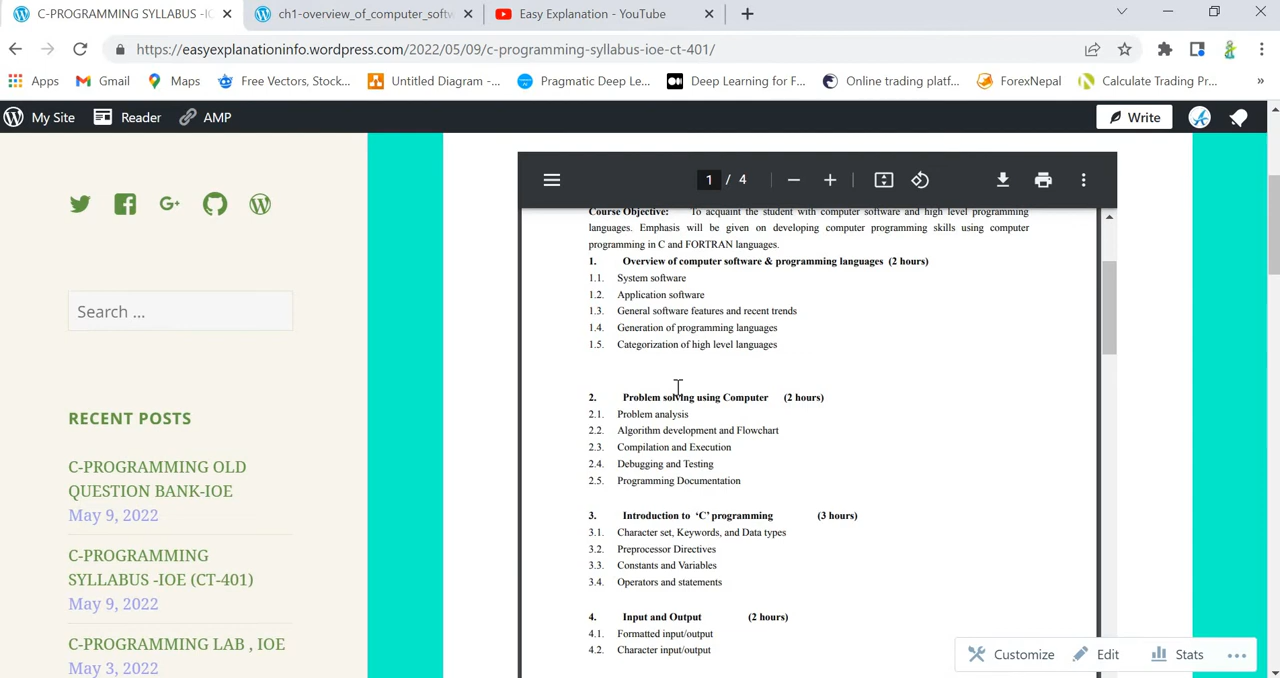 C-PROGRAMMING SYLLABUS -IO
ch1-overview_of_computer_softw
Easy Explanation - YouTube
https://easyexplanationinfo.wordpress.com/2022/05/09/c-programming-syllabus-ioe-ct-401/
Apps
Gmail
Maps
Free Vectors, Stock...
Untitled Diagram -...
Pragmatic Deep Le...
Deep Learning for F...
Online trading platf...
ForexNepal
Calculate Trading Pr...
»
My Site
Reader
AMP
Write
1 / 4
Course Objective: To acquaint the student with computer software and high level programming
languages. Emphasis will be given on developing computer programming skills using computer
programming in C and FORTRAN languages.
1. Overview of computer software & programming languages (2 hours)
1.1. System software
1.2. Application software
1.3. General software features and recent trends
1.4. Generation of programming languages
1.5. Categorization of high level languages
2. Problem solving using Computer (2 hours)
2.1. Problem analysis
2.2. Algorithm development and Flowchart
2.3. Compilation and Execution
2.4. Debugging and Testing
2.5. Programming Documentation
3. Introduction to ‘C’ programming (3 hours)
3.1. Character set, Keywords, and Data types
3.2. Preprocessor Directives
3.3. Constants and Variables
3.4. Operators and statements
4. Input and Output (2 hours)
4.1. Formatted input/output
4.2. Character input/output
Search ...
RECENT POSTS
C-PROGRAMMING OLD
QUESTION BANK-IOE
May 9, 2022
C-PROGRAMMING
SYLLABUS -IOE (CT-401)
May 9, 2022
C-PROGRAMMING LAB , IOE
May 3, 2022
Customize
Edit
Stats